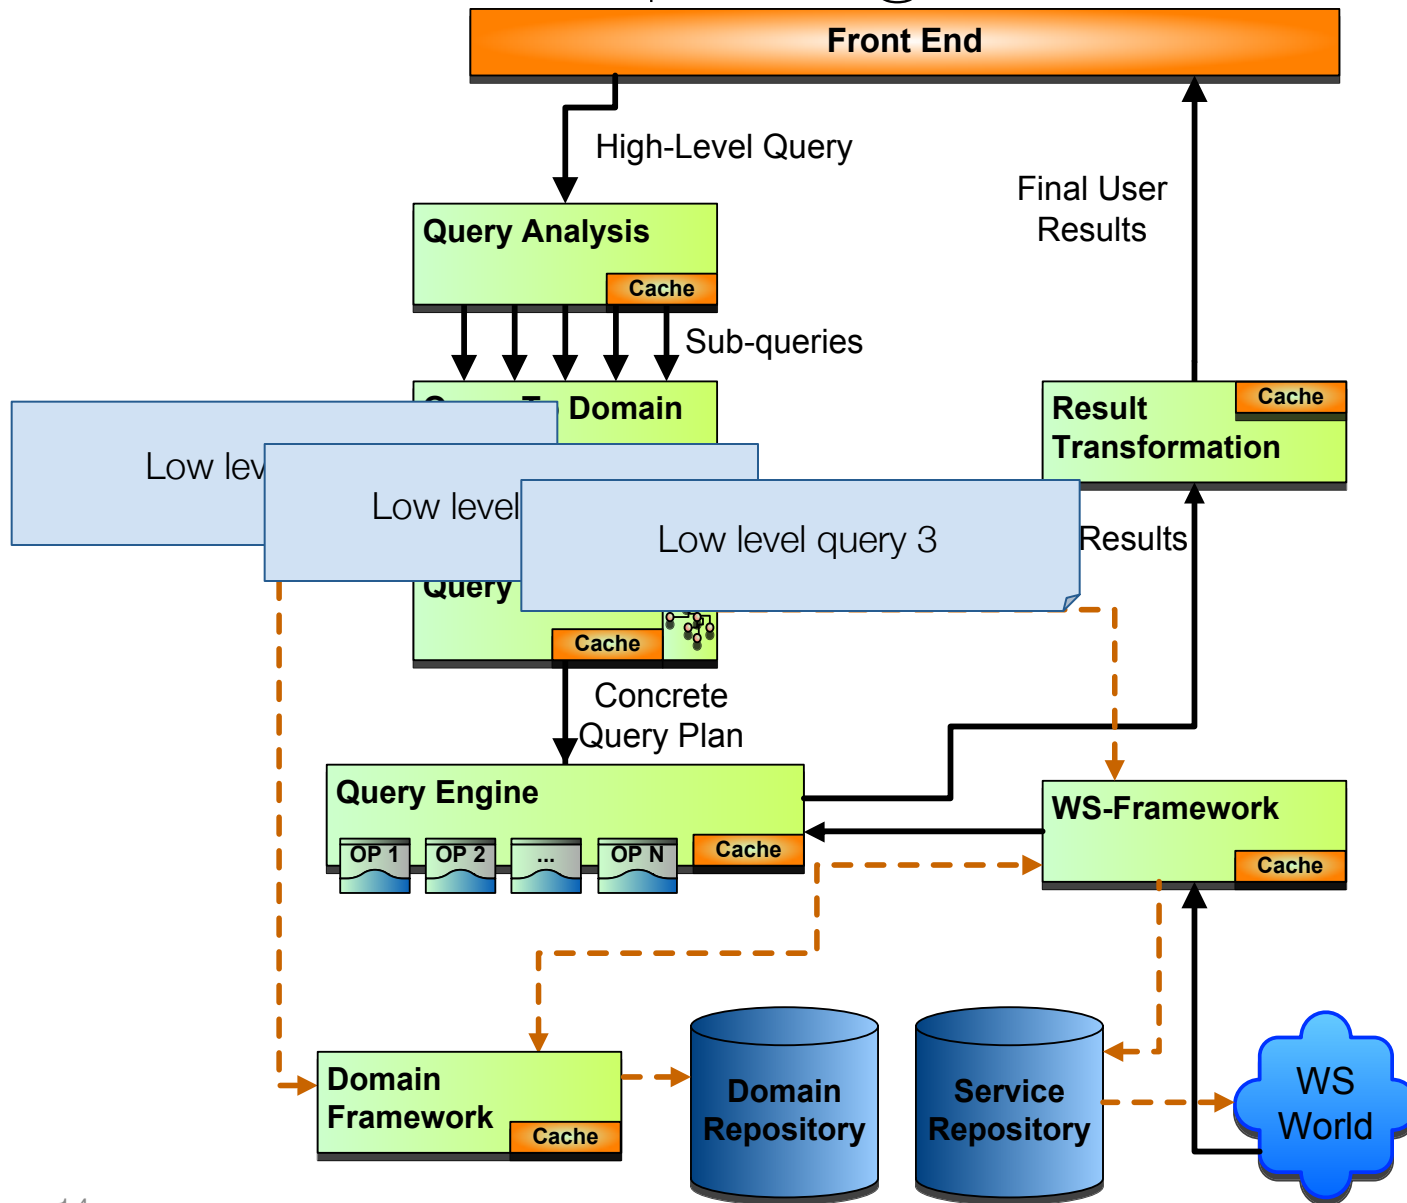 Front End
High-Level Query
Final User
Results
Query Analysis
Cache
Sub-queries
To Domain
Cache
Result
Transformation
Low
Low level
Low level query 3
Results
Query
Cache
Concrete
Query Plan
Query Engine
OP 1
OP 2
...
OP N
Cache
WS-Framework
Cache
Domain
Framework
Cache
Domain
Repository
Service
Repository
WS
World